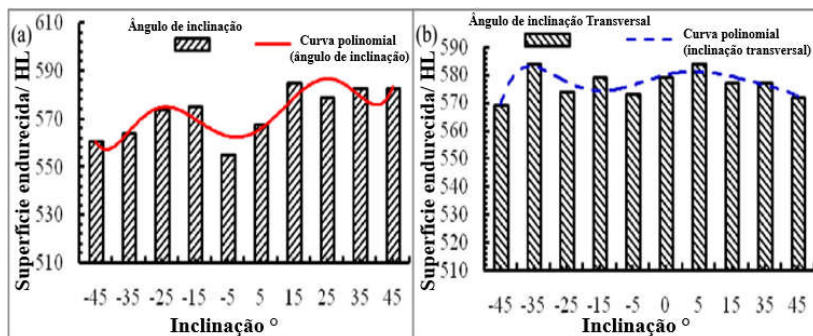 (a)
Ângulo de inclinação
Curva polinomial
(ângulo de inclinação)
Superfície endurecida/ HL
610
590
570
550
530
510
-45 -35 -25 -15 -5 5 15 25 35 45
Inclinação °
(b)
Ângulo de inclinação Transversal
Curva polinomial
(inclinação transversal)
Superfície endurecida/ HL
590
580
570
560
550
540
530
520
510
-45 -35 -25 -15 -5 0 5 15 35 45
Inclinação °